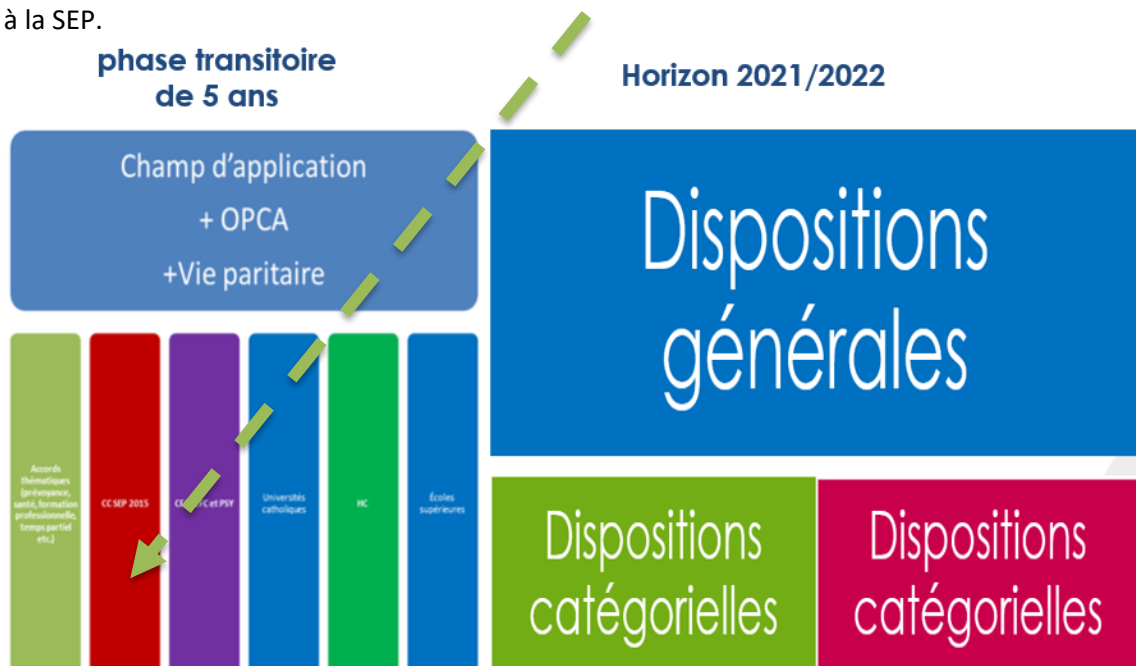 à la SEP.
phase transitoire
de 5 ans
Horizon 2021/2022
Champ d'application
+ OPCA
+Vie paritaire
Dispositions
générales
Accords
thématiques
(prévoyance,
santé, formation
professionnelle,
temps partiel
etc.)
CC SEP 2015
C et PSY
Universités
catholiques
HC
Écoles
supérieures
Dispositions
catégorielles
Dispositions
catégorielles